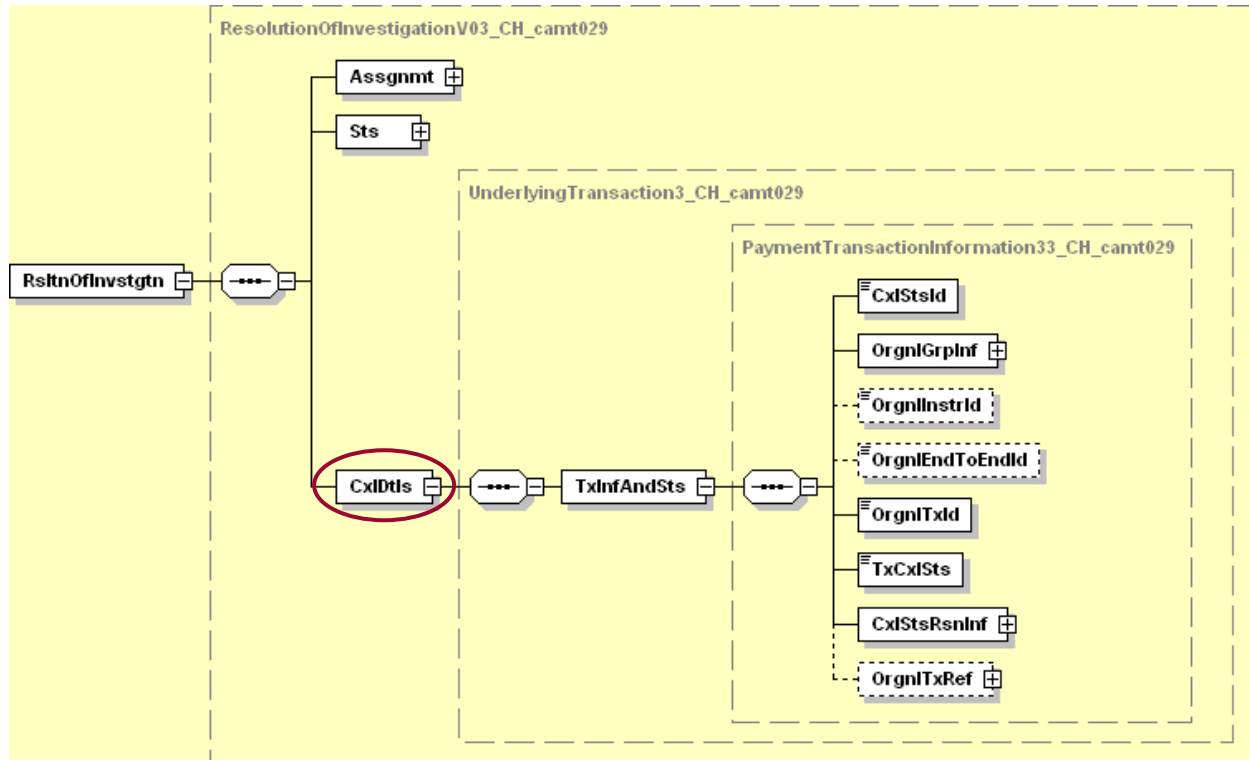 ResolutionOfInvestigationV03_CH_camt029
Assgnmt
Sts
UnderlyingTransaction3_CH_camt029
PaymentTransactionInformation33_CH_camt029
RsltnOfInvstgtn
CxlStsId
OrgnlGrpInf
OrgnlInstrId
OrgnlEndToEndId
CxlDtls
TxInfAndSts
OrgnlTxId
TxCxlSts
CxlStsRsnInf
OrgnlTxRef